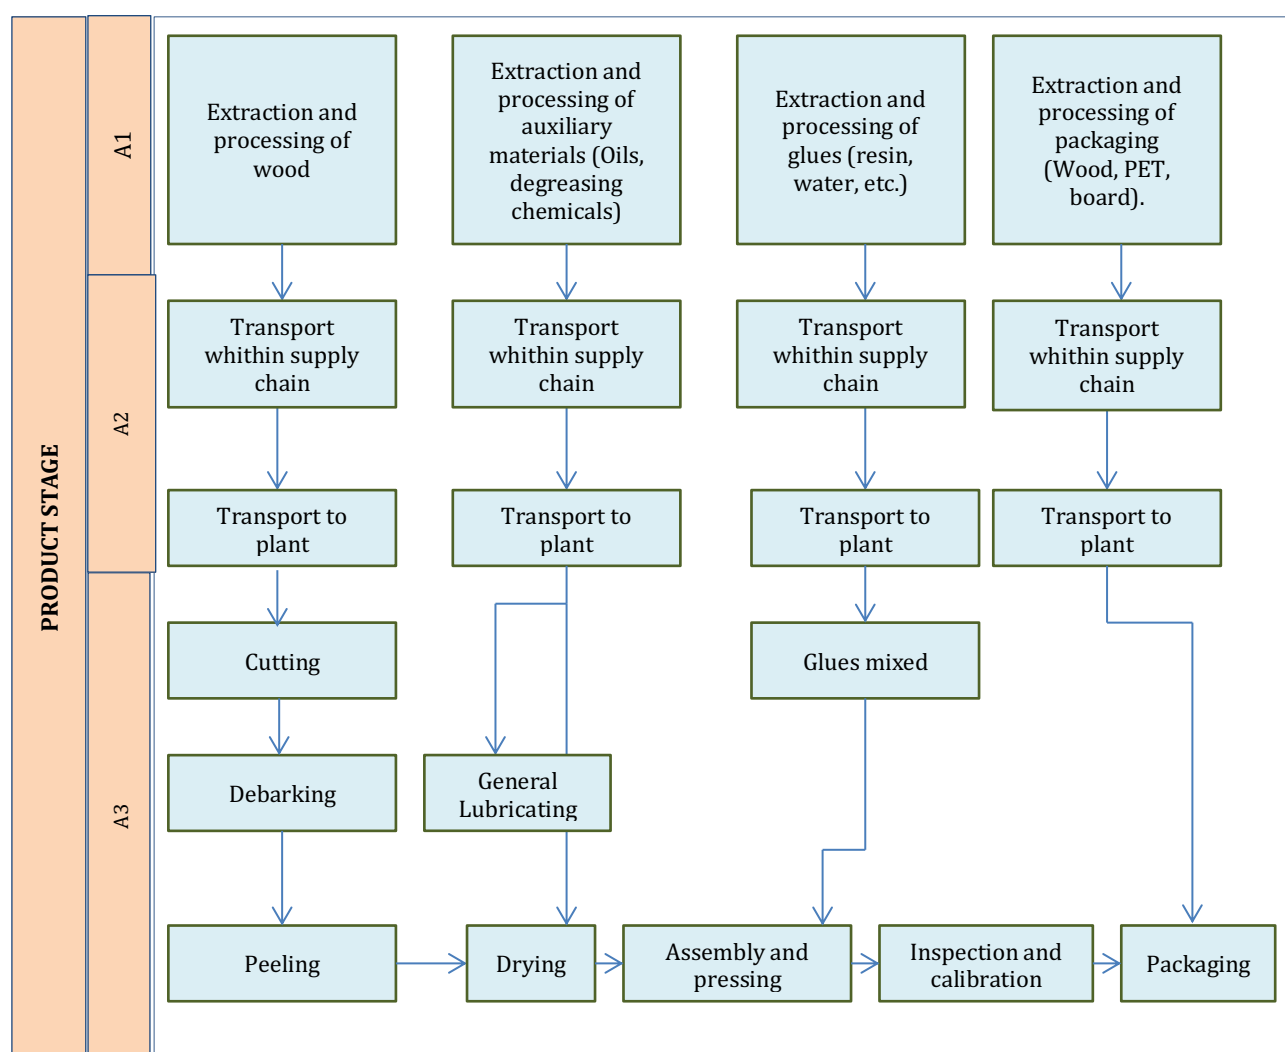 PRODUCT STAGE
A1
Extraction and
processing of
wood
Extraction and
processing of
auxiliary
materials (Oils,
degreasing
chemicals)
Extraction and
processing of
glues (resin,
water, etc.)
Extraction and
processing of
packaging
(Wood, PET,
board).
A2
Transport
whithin supply
chain
Transport
whithin supply
chain
Transport
whithin supply
chain
Transport
whithin supply
chain
Transport to
plant
Transport to
plant
Transport to
plant
Transport to
plant
A3
Cutting
Glues mixed
Debarking
General
Lubricating
Peeling
Drying
Assembly and
pressing
Inspection and
calibration
Packaging